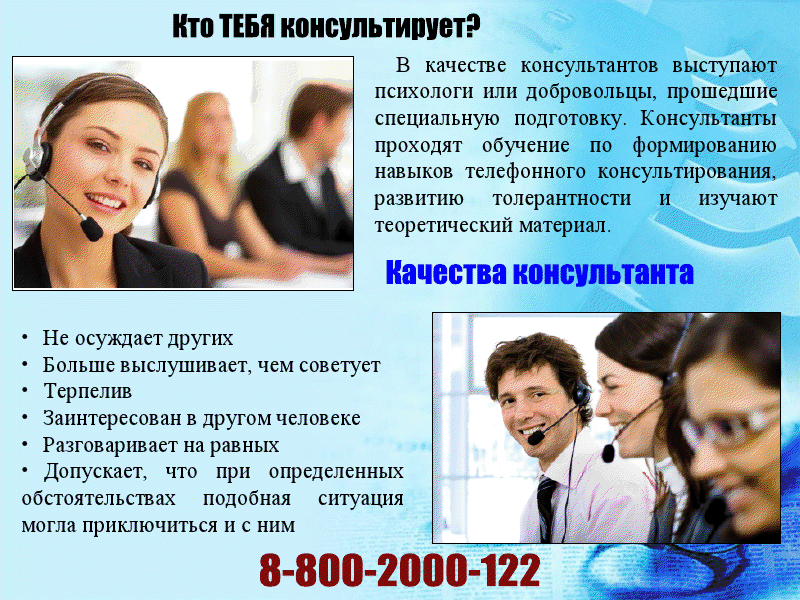 Кто ТЕБЯ консультирует?
В качестве консультантов выступают
психологи или добровольцы, прошедшие
специальную подготовку. Консультанты
проходят обучение по формированию
навыков телефонного консультирования,
развитию толерантности и изучают
теоретический материал.
Качества консультанта
• Не осуждает других
• Больше выслушивает, чем советует
• Терпелив
• Заинтересован в другом человеке
• Разговаривает на равных
• Допускает, что при определенных
обстоятельствах подобная ситуация
могла приключиться и с ним
8-800-2000-122